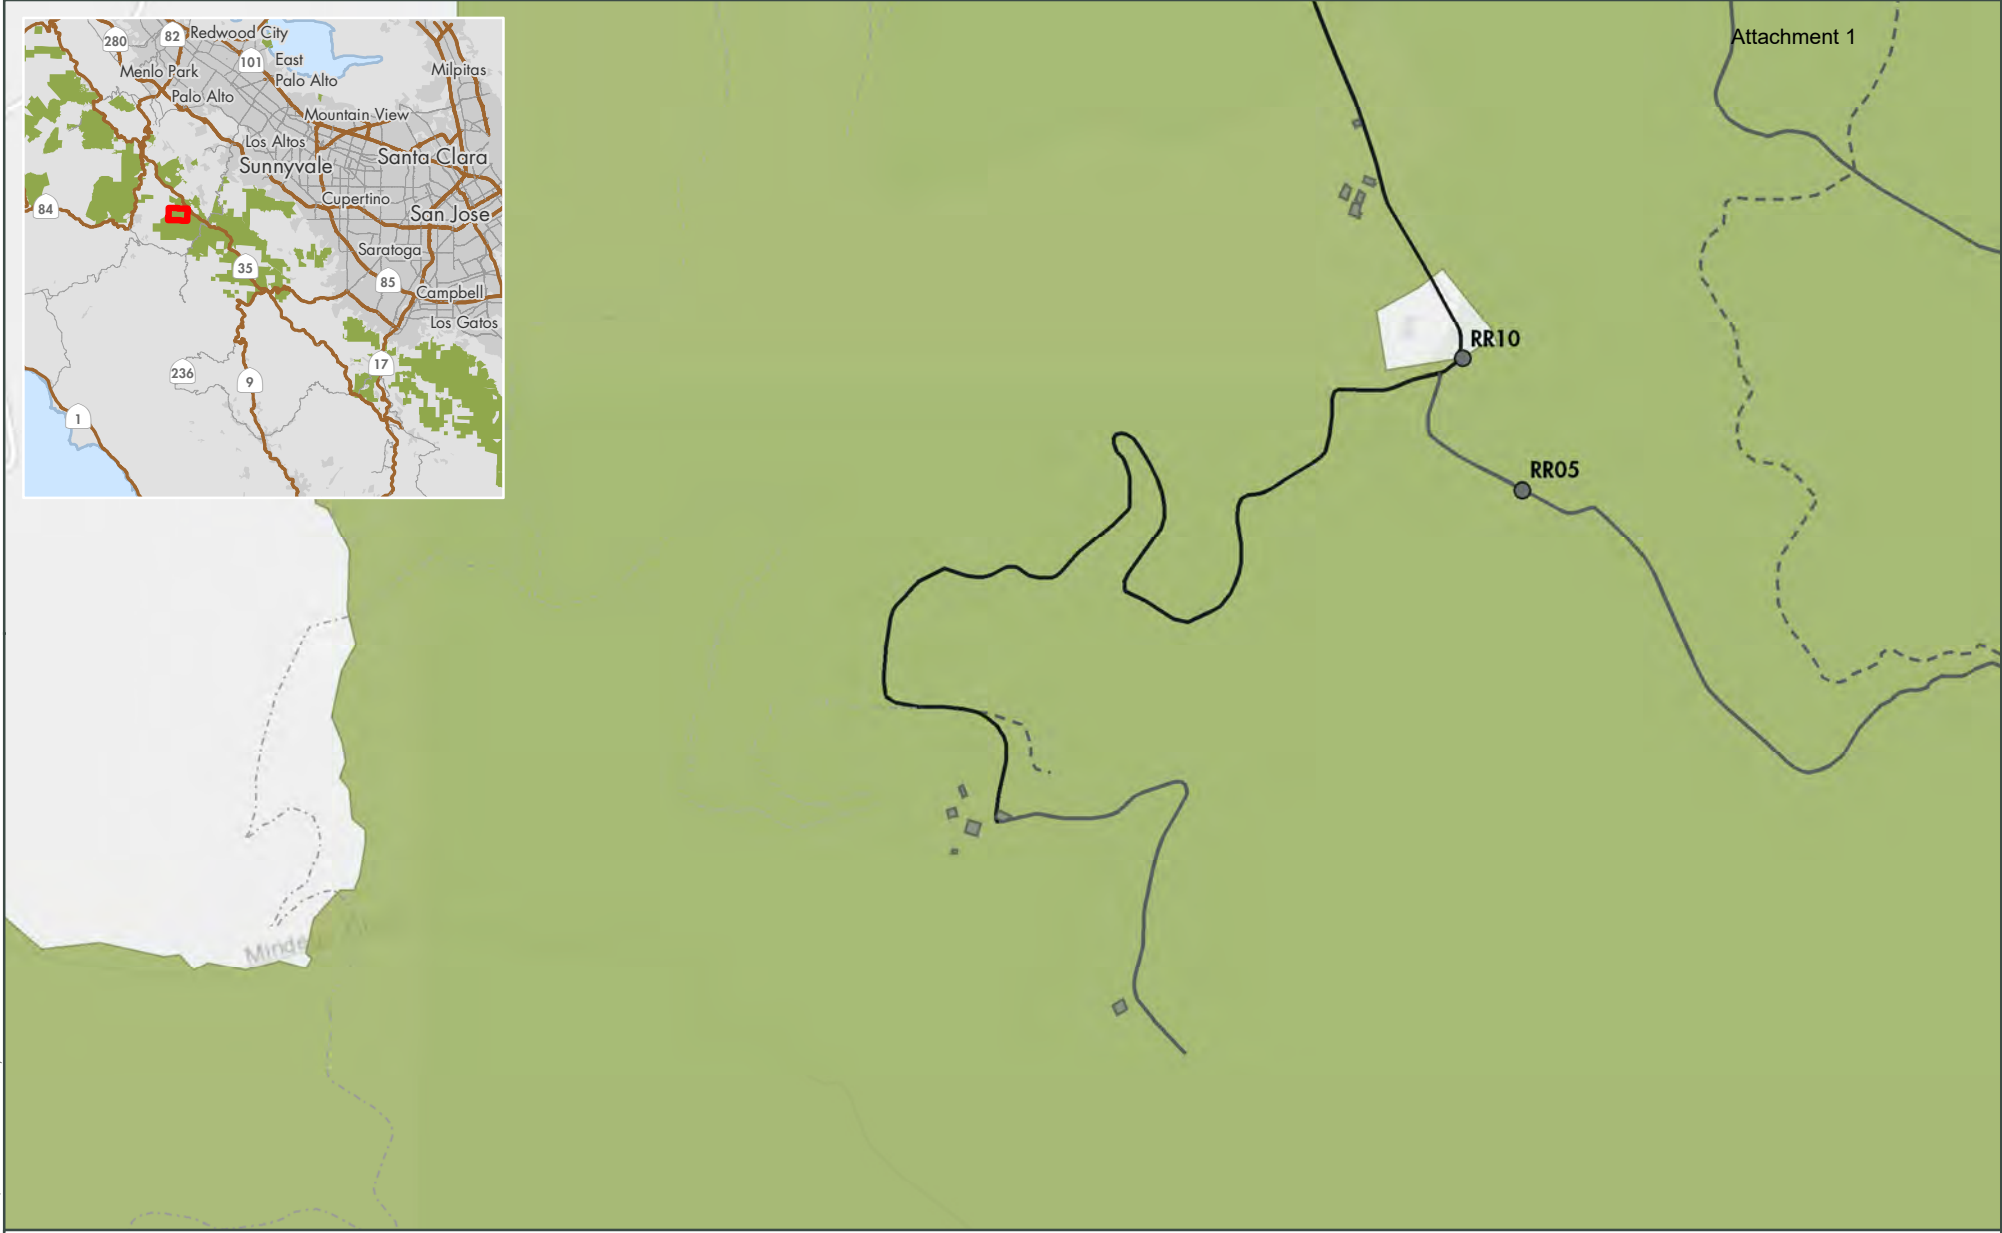 Attachment 1
280
82
Redwood City
101
East
Palo Alto
Menlo Park
Milpitas
Palo Alto
Mountain View
Los Altos
Sunnyvale
Santa Clara
Cupertino
84
San Jose
Saratoga
35
85
Campbell
Los Gatos
17
236
9
1
RR10
RR05